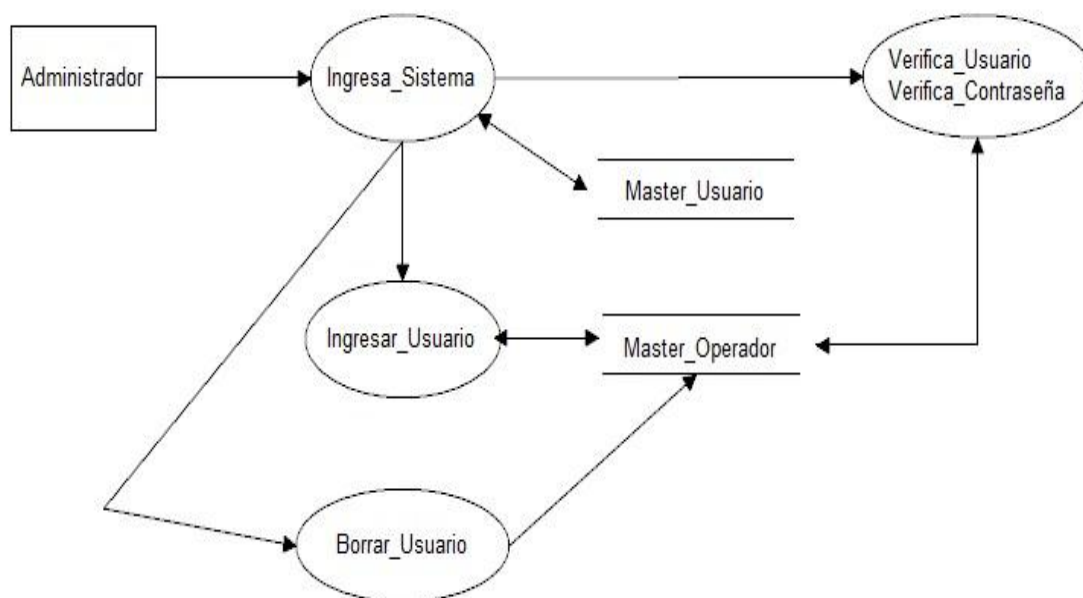 Administrador
Ingresa_Sistema
Verifica_Usuario
Verifica_Contraseña
Master_Usuario
Ingresar_Usuario
Master_Operador
Borrar_Usuario